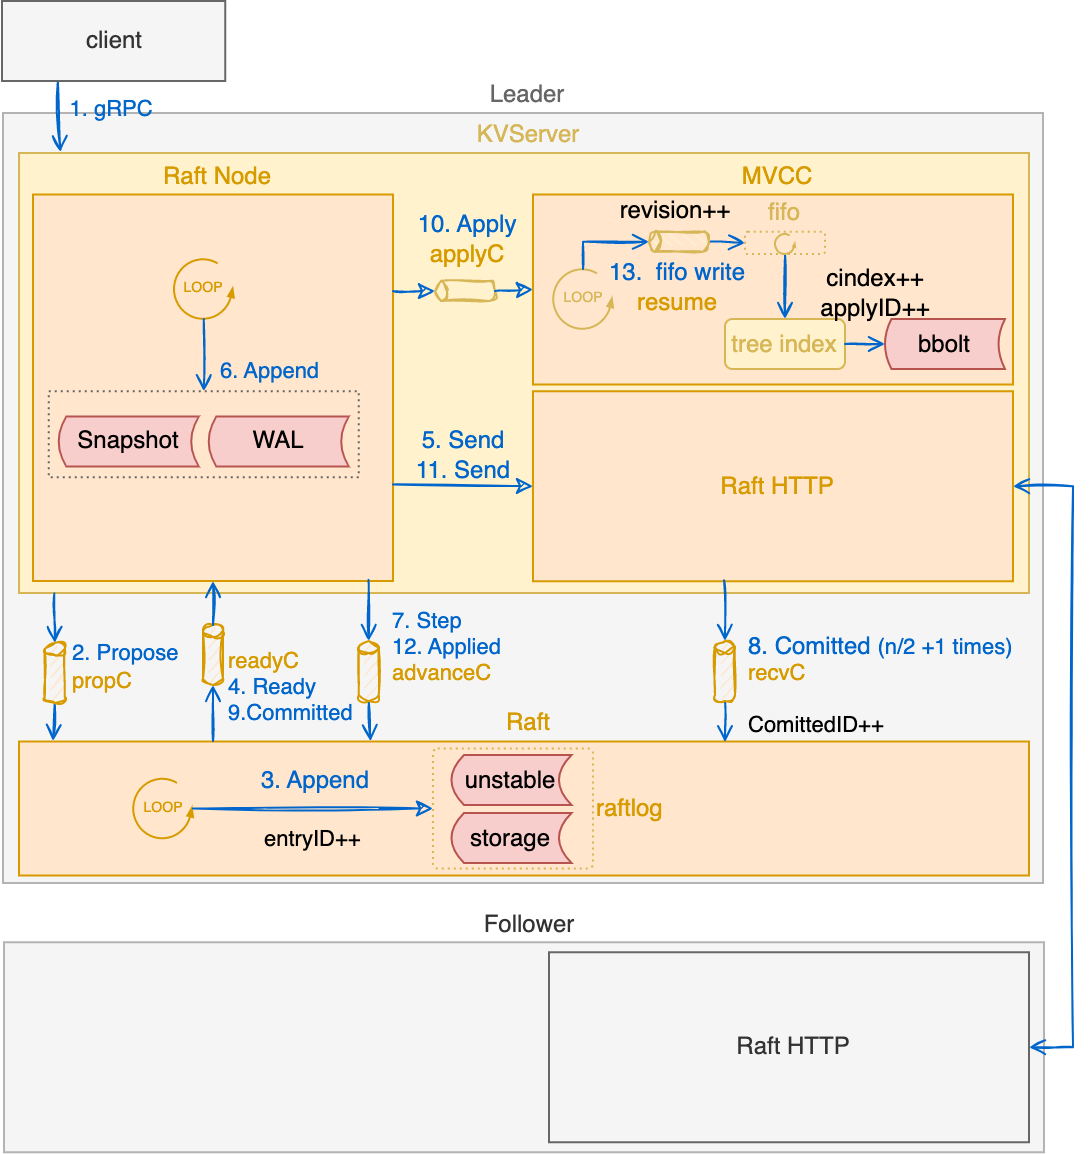 client
1. gRPC
Leader
KVServer
Raft Node
MVCC
10. Apply
applyC
revision++
fifo
13.  fifo write
resume
LOOP
LOOP
cindex++
applyID++
tree index
bbolt
6. Append
Snapshot
WAL
5. Send
11. Send
Raft HTTP
2. Propose
propC
readyC
4. Ready
9.Committed
7. Step
12. Applied
advanceC
8. Comitted (n/2 +1 times)
recvC
ComittedID++
Raft
LOOP
3. Append
entryID++
unstable
storage
raftlog
Follower
Raft HTTP